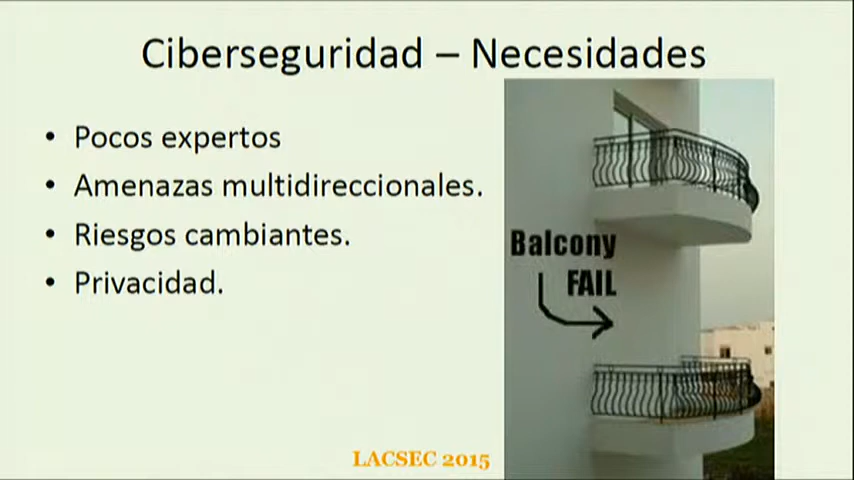 Ciberseguridad – Necesidades
• Pocos expertos
• Amenazas multidireccionales.
• Riesgos cambiantes.
• Privacidad.
Balcony
FAIL
LACSEC 2015